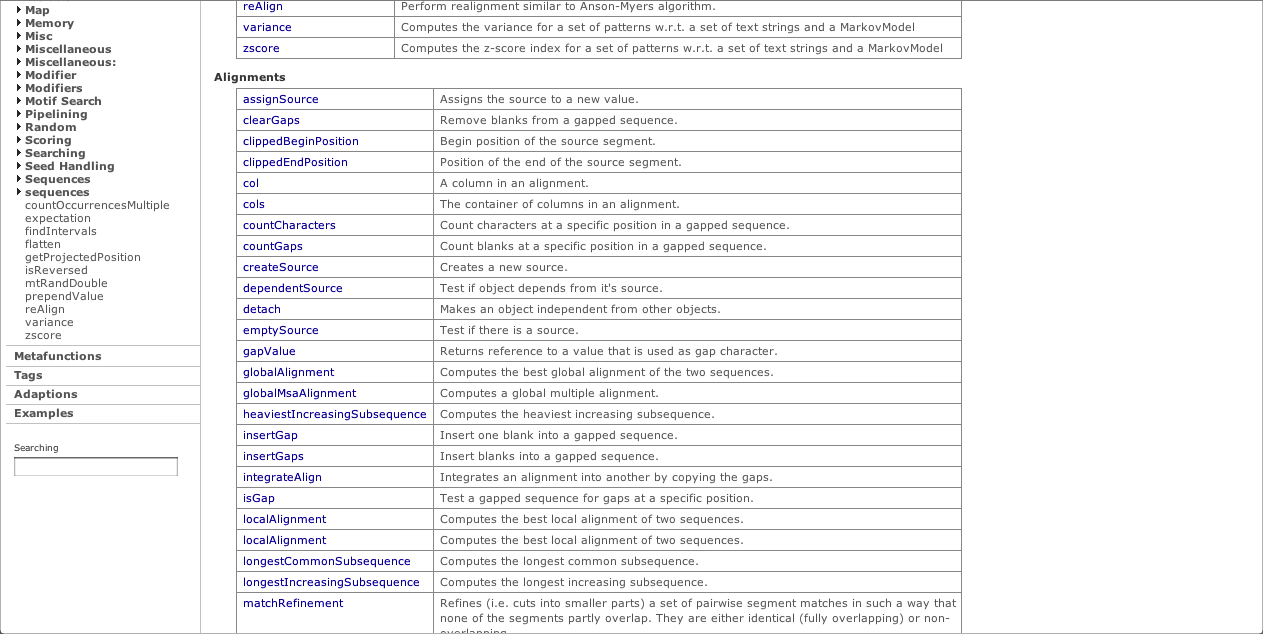 Map
Memory
Misc
Miscellaneous
Miscellaneous:
Modifier
Modifiers
Motif Search
Pipelining
Random
Scoring
Searching
Seed Handling
Sequences
sequences
countOccurrencesMultiple
expectation
findIntervals
flatten
getProjectedPosition
isReversed
mtRandDouble
prependValue
reAlign
variance
zscore
Metafunctions
Tags
Adaptions
Examples
Searching
reAlign Perform realignment similar to Anson-Myers algorithm.
variance Computes the variance for a set of patterns w.r.t. a set of text strings and a MarkovModel
zscore Computes the z-score index for a set of patterns w.r.t. a set of text strings and a MarkovModel
Alignments
assignSource Assigns the source to a new value.
clearGaps Remove blanks from a gapped sequence.
clippedBeginPosition Begin position of the source segment.
clippedEndPosition Position of the end of the source segment.
col A column in an alignment.
cols The container of columns in an alignment.
countCharacters Count characters at a specific position in a gapped sequence.
countGaps Count blanks at a specific position in a gapped sequence.
createSource Creates a new source.
dependentSource Test if object depends from it's source.
detach Makes an object independent from other objects.
emptySource Test if there is a source.
gapValue Returns reference to a value that is used as gap character.
globalAlignment Computes the best global alignment of the two sequences.
globalMsaAlignment Computes a global multiple alignment.
heaviestIncreasingSubsequence Computes the heaviest increasing subsequence.
insertGap Insert one blank into a gapped sequence.
insertGaps Insert blanks into a gapped sequence.
integrateAlign Integrates an alignment into another by copying the gaps.
isGap Test a gapped sequence for gaps at a specific position.
localAlignment Computes the best local alignment of two sequences.
localAlignment Computes the best local alignment of two sequences.
longestCommonSubsequence Computes the longest common subsequence.
longestIncreasingSubsequence Computes the longest increasing subsequence.
matchRefinement Refines (i.e. cuts into smaller parts) a set of pairwise segment matches in such a way that
none of the segments partly overlap. They are either identical (fully overlapping) or non-
overlapping.